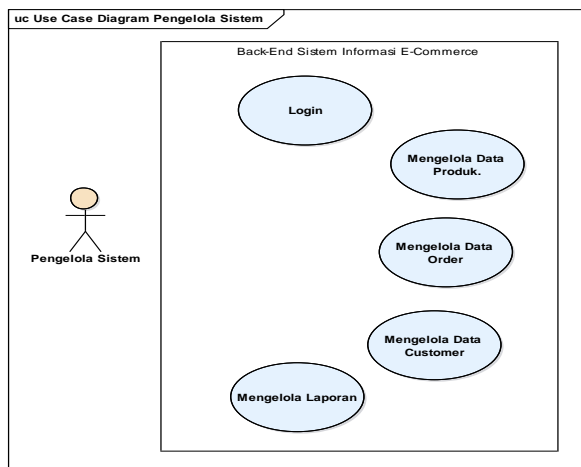 uc Use Case Diagram Pengelola Sistem
Back-End Sistem Informasi E-Commerce
Login
Mengelola Data
Produk.
Mengelola Data
Order
Pengelola Sistem
Mengelola Data
Customer
Mengelola Laporan